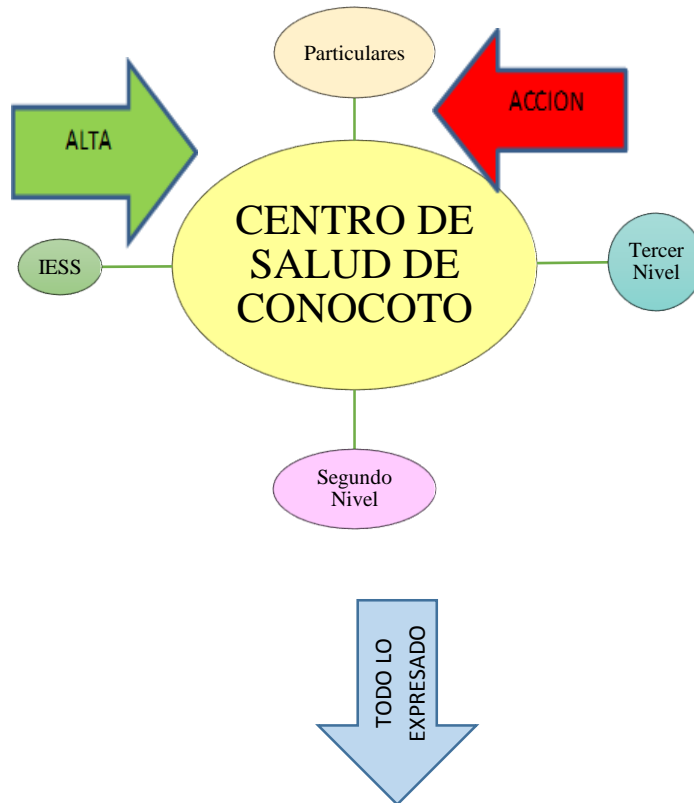 Particulares
ALTA
ACCION
CENTRO DE
SALUD DE
CONOCOTO
IESS
Tercer
Nivel
Segundo
Nivel
TODO LO
EXPRESADO